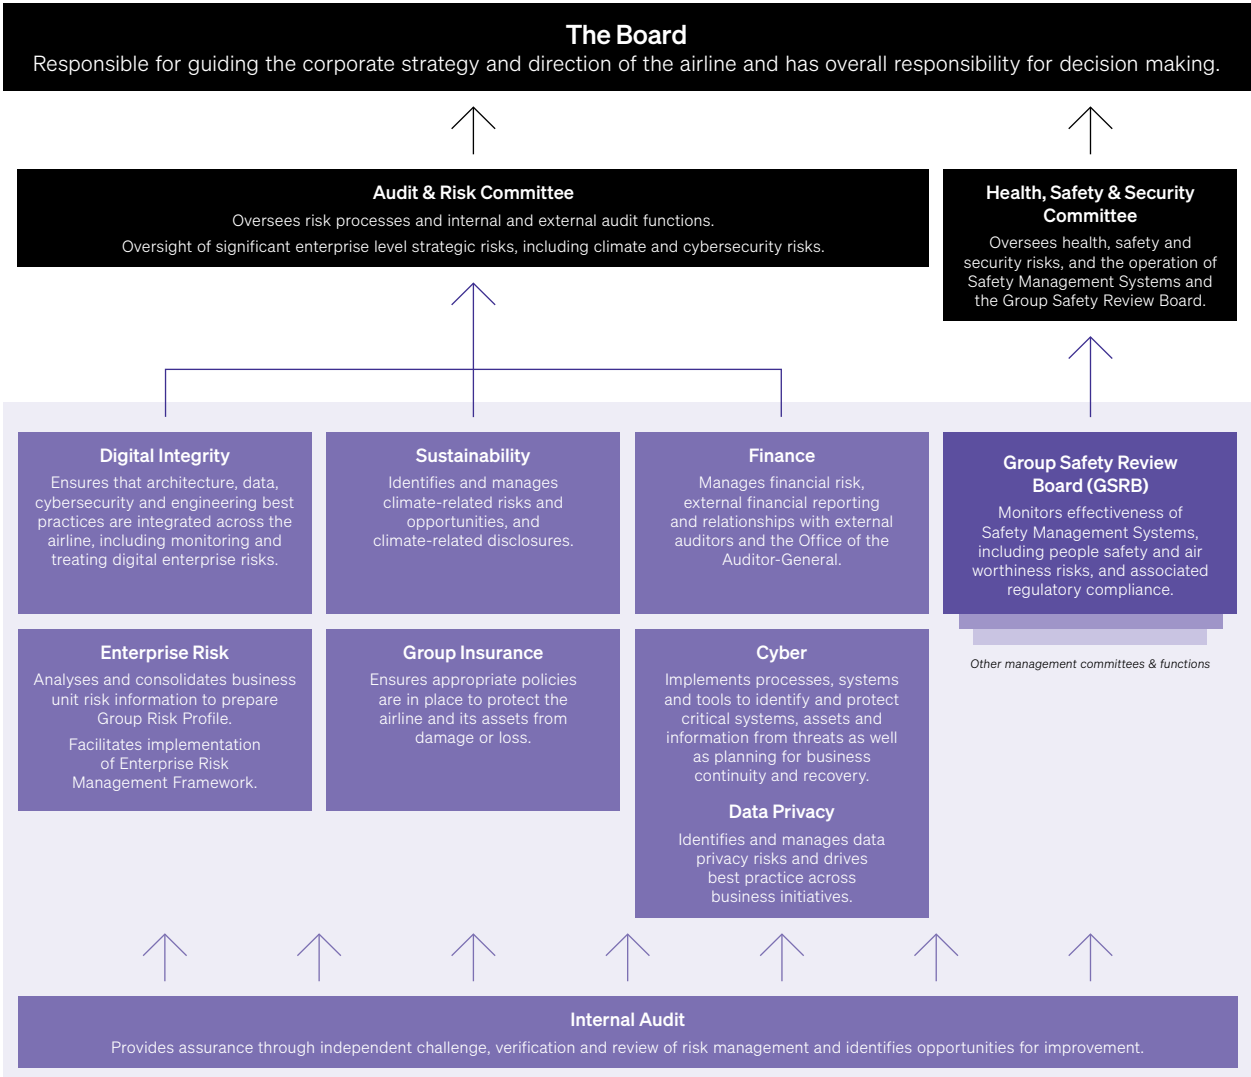 The Board
Responsible for guiding the corporate strategy and direction of the airline and has overall responsibility for decision making.
Audit & Risk Committee
Oversees risk processes and internal and external audit functions.
Oversight of significant enterprise level strategic risks, including climate and cybersecurity risks.
Health, Safety & Security
Committee
Oversees health, safety and
security risks, and the operation of
Safety Management Systems and
the Group Safety Review Board.
Digital Integrity
Ensures that architecture, data,
cybersecurity and engineering best
practices are integrated across the
airline, including monitoring and
treating digital enterprise risks.
Sustainability
Identifies and manages
climate-related risks and
opportunities, and
climate-related disclosures.
Finance
Manages financial risk,
external financial reporting
and relationships with external
auditors and the Office of the
Auditor-General.
Group Safety Review
Board (GSRB)
Monitors effectiveness of
Safety Management Systems,
including people safety and air
worthiness risks, and associated
regulatory compliance.
Other management committees & functions
Enterprise Risk
Analyses and consolidates business
unit risk information to prepare
Group Risk Profile.
Facilitates implementation
of Enterprise Risk
Management Framework.
Group Insurance
Ensures appropriate policies
are in place to protect the
airline and its assets from
damage or loss.
Cyber
Implements processes, systems
and tools to identify and protect
critical systems, assets and
information from threats as well
as planning for business
continuity and recovery.
Data Privacy
Identifies and manages data
privacy risks and drives
best practice across
business initiatives.
Internal Audit
Provides assurance through independent challenge, verification and review of risk management and identifies opportunities for improvement.